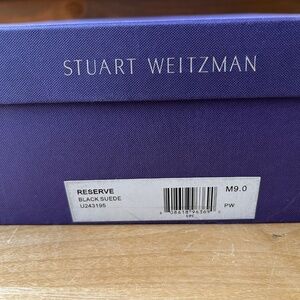 STUART WEITZMAN
RESERVE
BLACK SUEDE
U243195
M9.0
PW